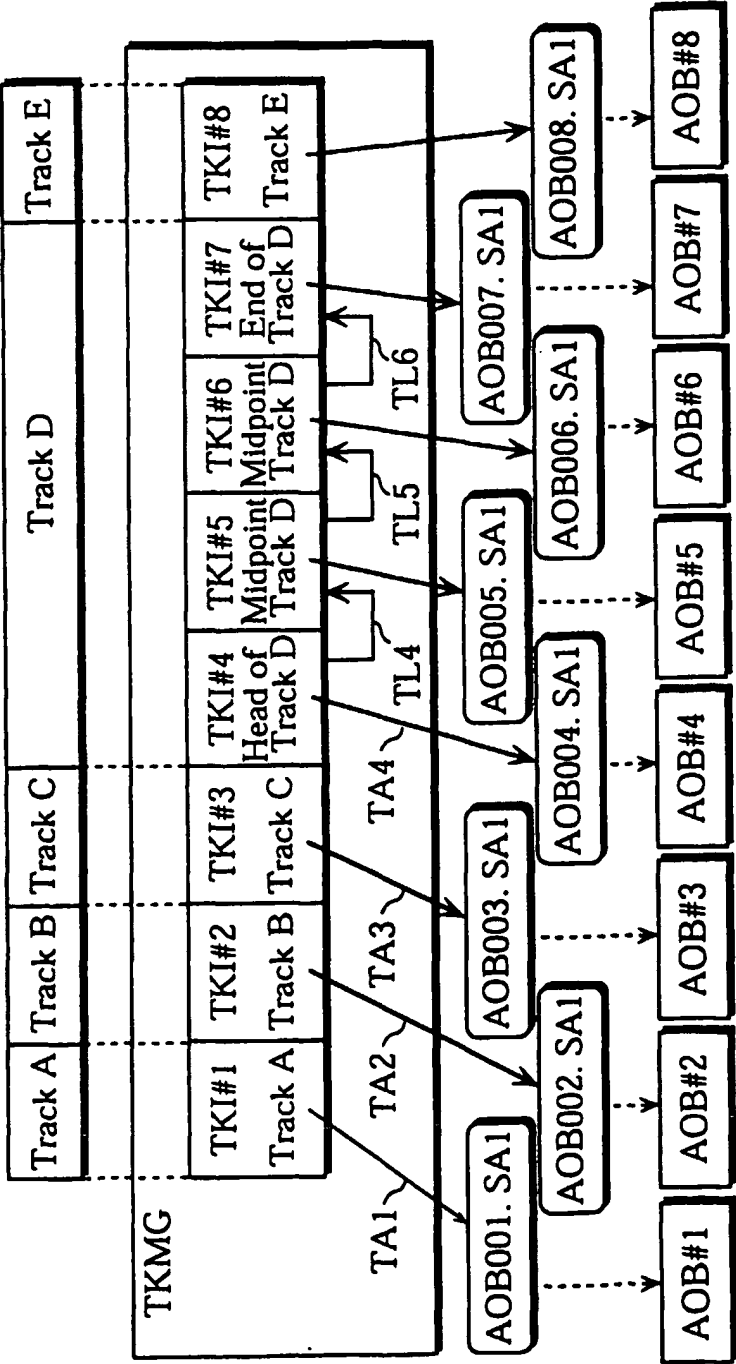 Track A
Track B
Track C
Track D
Track E
TKMG
TKI#1
Track A
TKI#2
Track B
TKI#3
Track C
TKI#4
Head of
Track D
TKI#5
Midpoint
Track D
TKI#6
Midpoint
Track D
TKI#7
End of
Track D
TKI#8
Track E
TA1
TA2
TA3
TA4
TL4
TL5
TL6
AOB001. SA1
AOB002. SA1
AOB003. SA1
AOB004. SA1
AOB005. SA1
AOB006. SA1
AOB007. SA1
AOB008. SA1
AOB#1
AOB#2
AOB#3
AOB#4
AOB#5
AOB#6
AOB#7
AOB#8